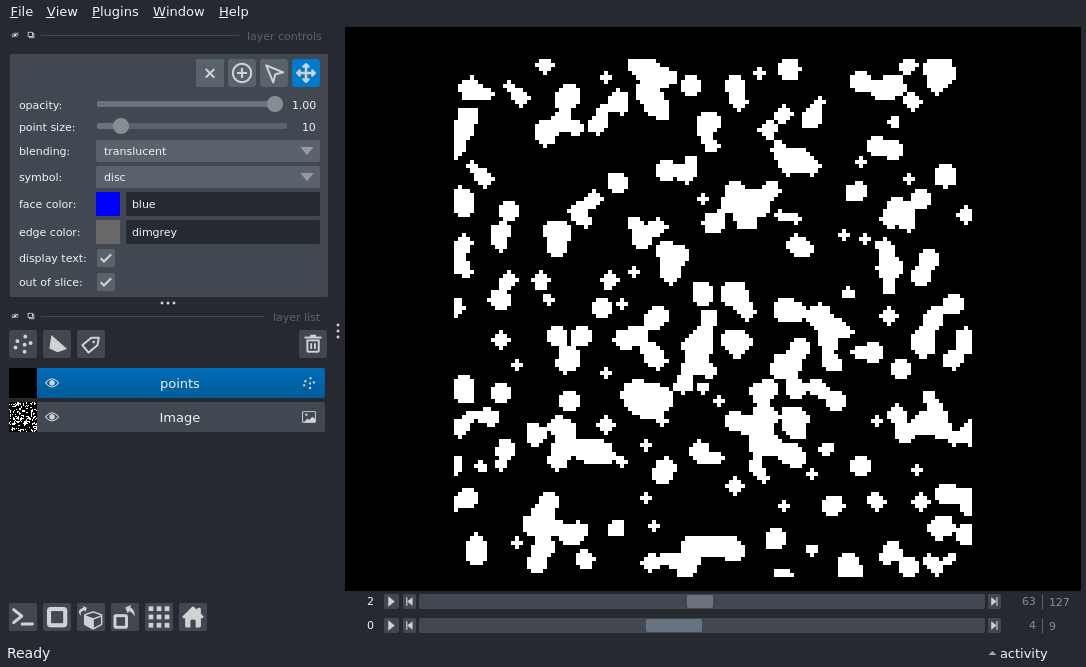 File View Plugins Window Help
layer controls
opacity: 1.00
point size: 10
blending: translucent
symbol: disc
face color: blue
edge color: dimgrey
display text:
out of slice:
layer list
points
Image
2 63 127
0 4 9
Ready activity